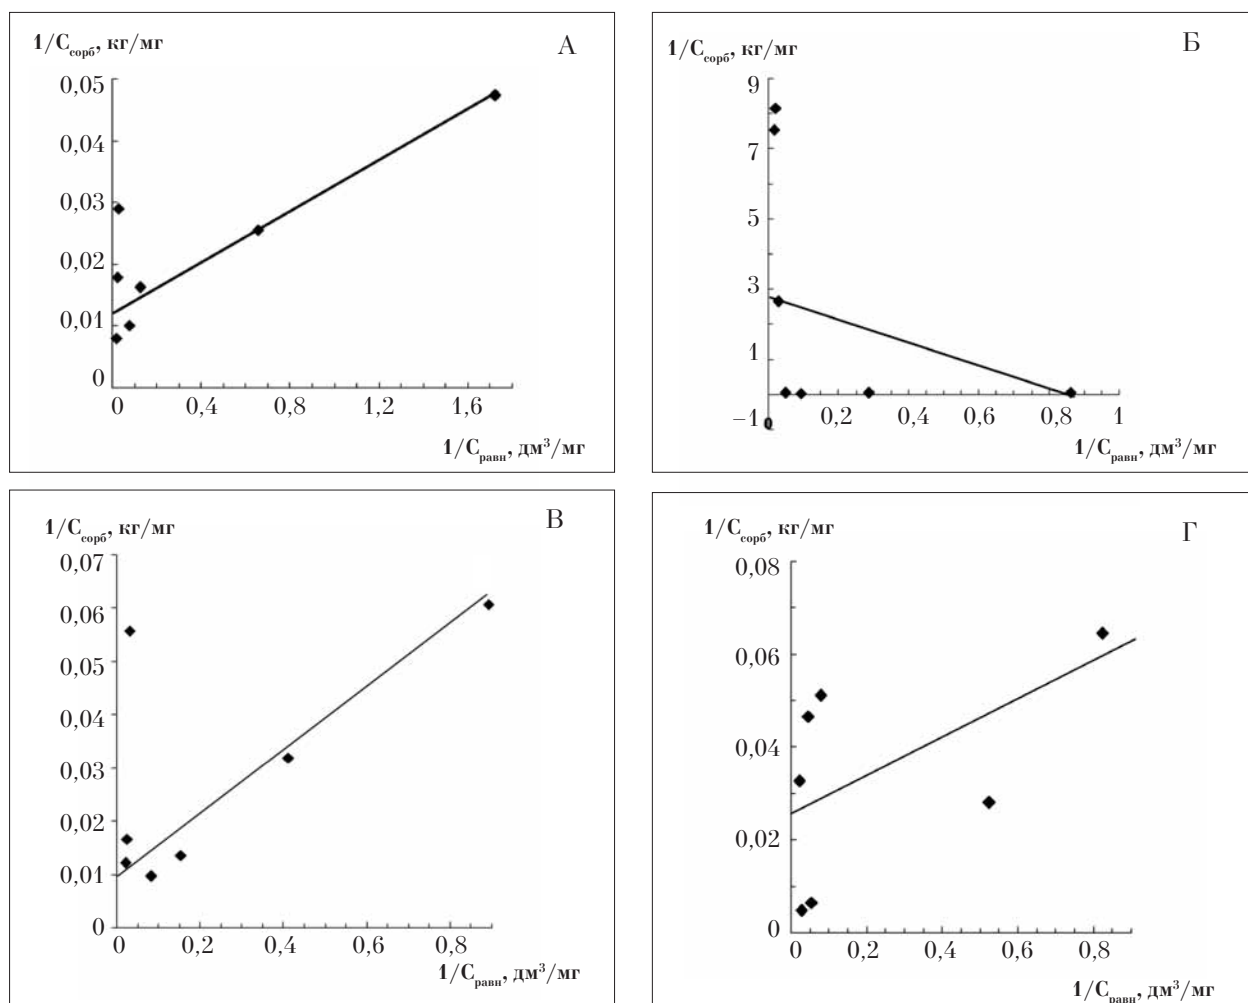 1/Cсорб, кг/мг
А
0,05
0,04
0,03
0,02
0,01
0
0 0,4 0,8 1,2 1,6
1/Cравн, дм³/мг
1/Cсорб, кг/мг
Б
9
7
5
3
1
–1
0 0,2 0,4 0,6 0,8 1
1/Cравн, дм³/мг
1/Cсорб, кг/мг
В
0,07
0,06
0,05
0,04
0,03
0,02
0,01
0
0 0,2 0,4 0,6 0,8
1/Cравн, дм³/мг
1/Cсорб, кг/мг
Г
0,08
0,06
0,04
0,02
0
0 0,2 0,4 0,6 0,8
1/Cравн, дм³/мг